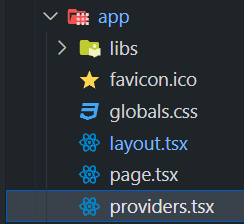 app
libs
favicon.ico
globals.css
layout.tsx
page.tsx
providers.tsx